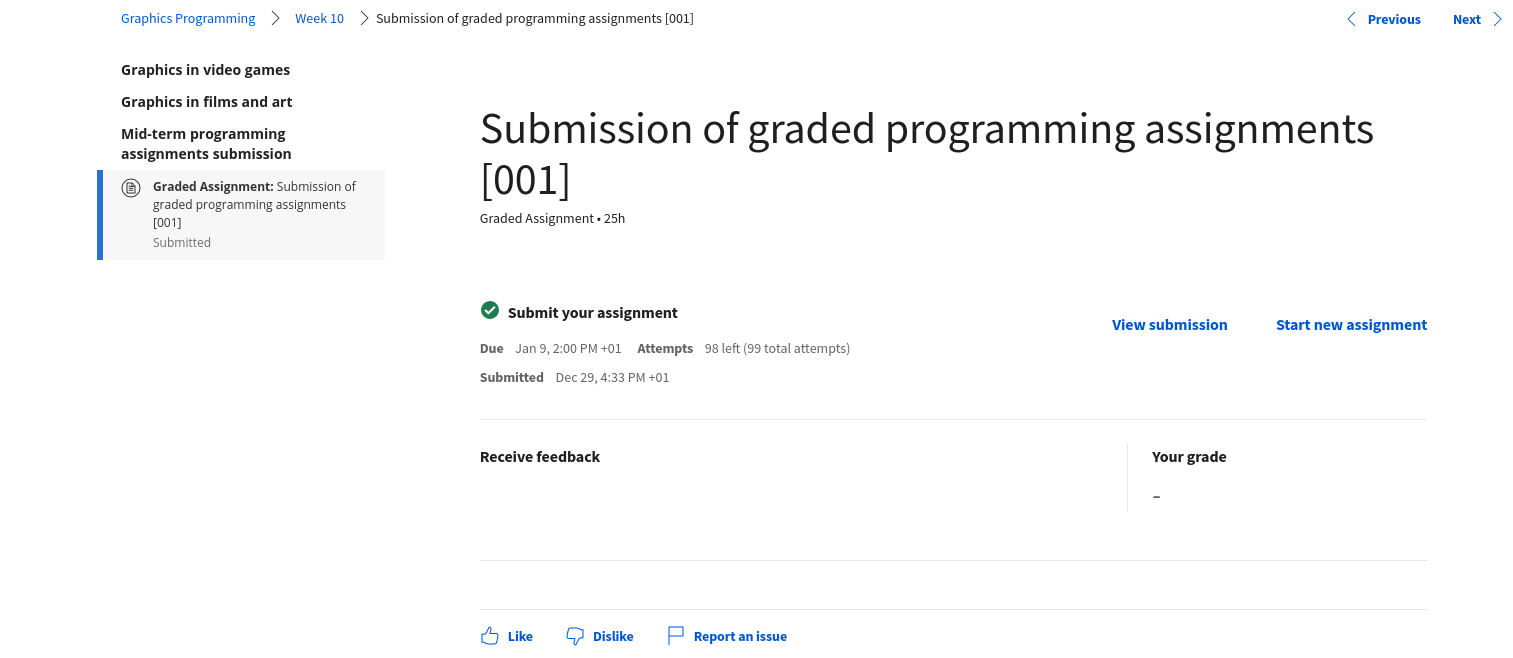 Graphics Programming Week 10 Submission of graded programming assignments [001] Previous Next
Graphics in video games
Graphics in films and art
Mid-term programming
assignments submission
Graded Assignment: Submission of
graded programming assignments
[001]
Submitted
Submission of graded programming assignments
[001]
Graded Assignment • 25h
Submit your assignment
View submission Start new assignment
Due Jan 9, 2:00 PM +01 Attempts 98 left (99 total attempts)
Submitted Dec 29, 4:33 PM +01
Receive feedback Your grade
–
Like Dislike Report an issue